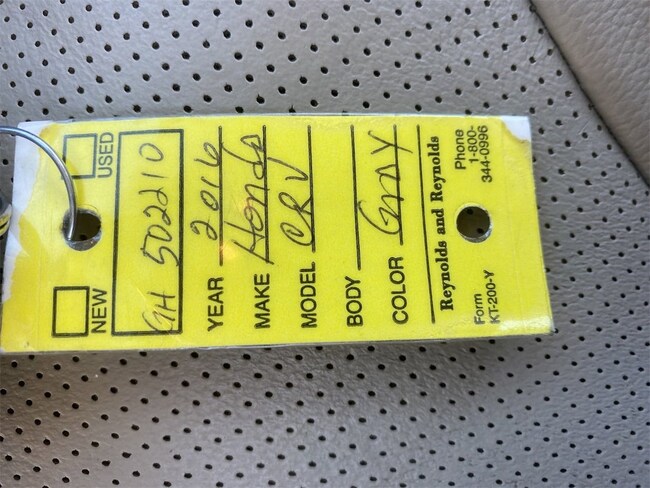 NEW USED
GH 502210
YEAR 2016
MAKE Honda
MODEL CRV
BODY
COLOR Gray
Reynolds and Reynolds
Form
KT-200-Y
Phone
1-800-
344-0996